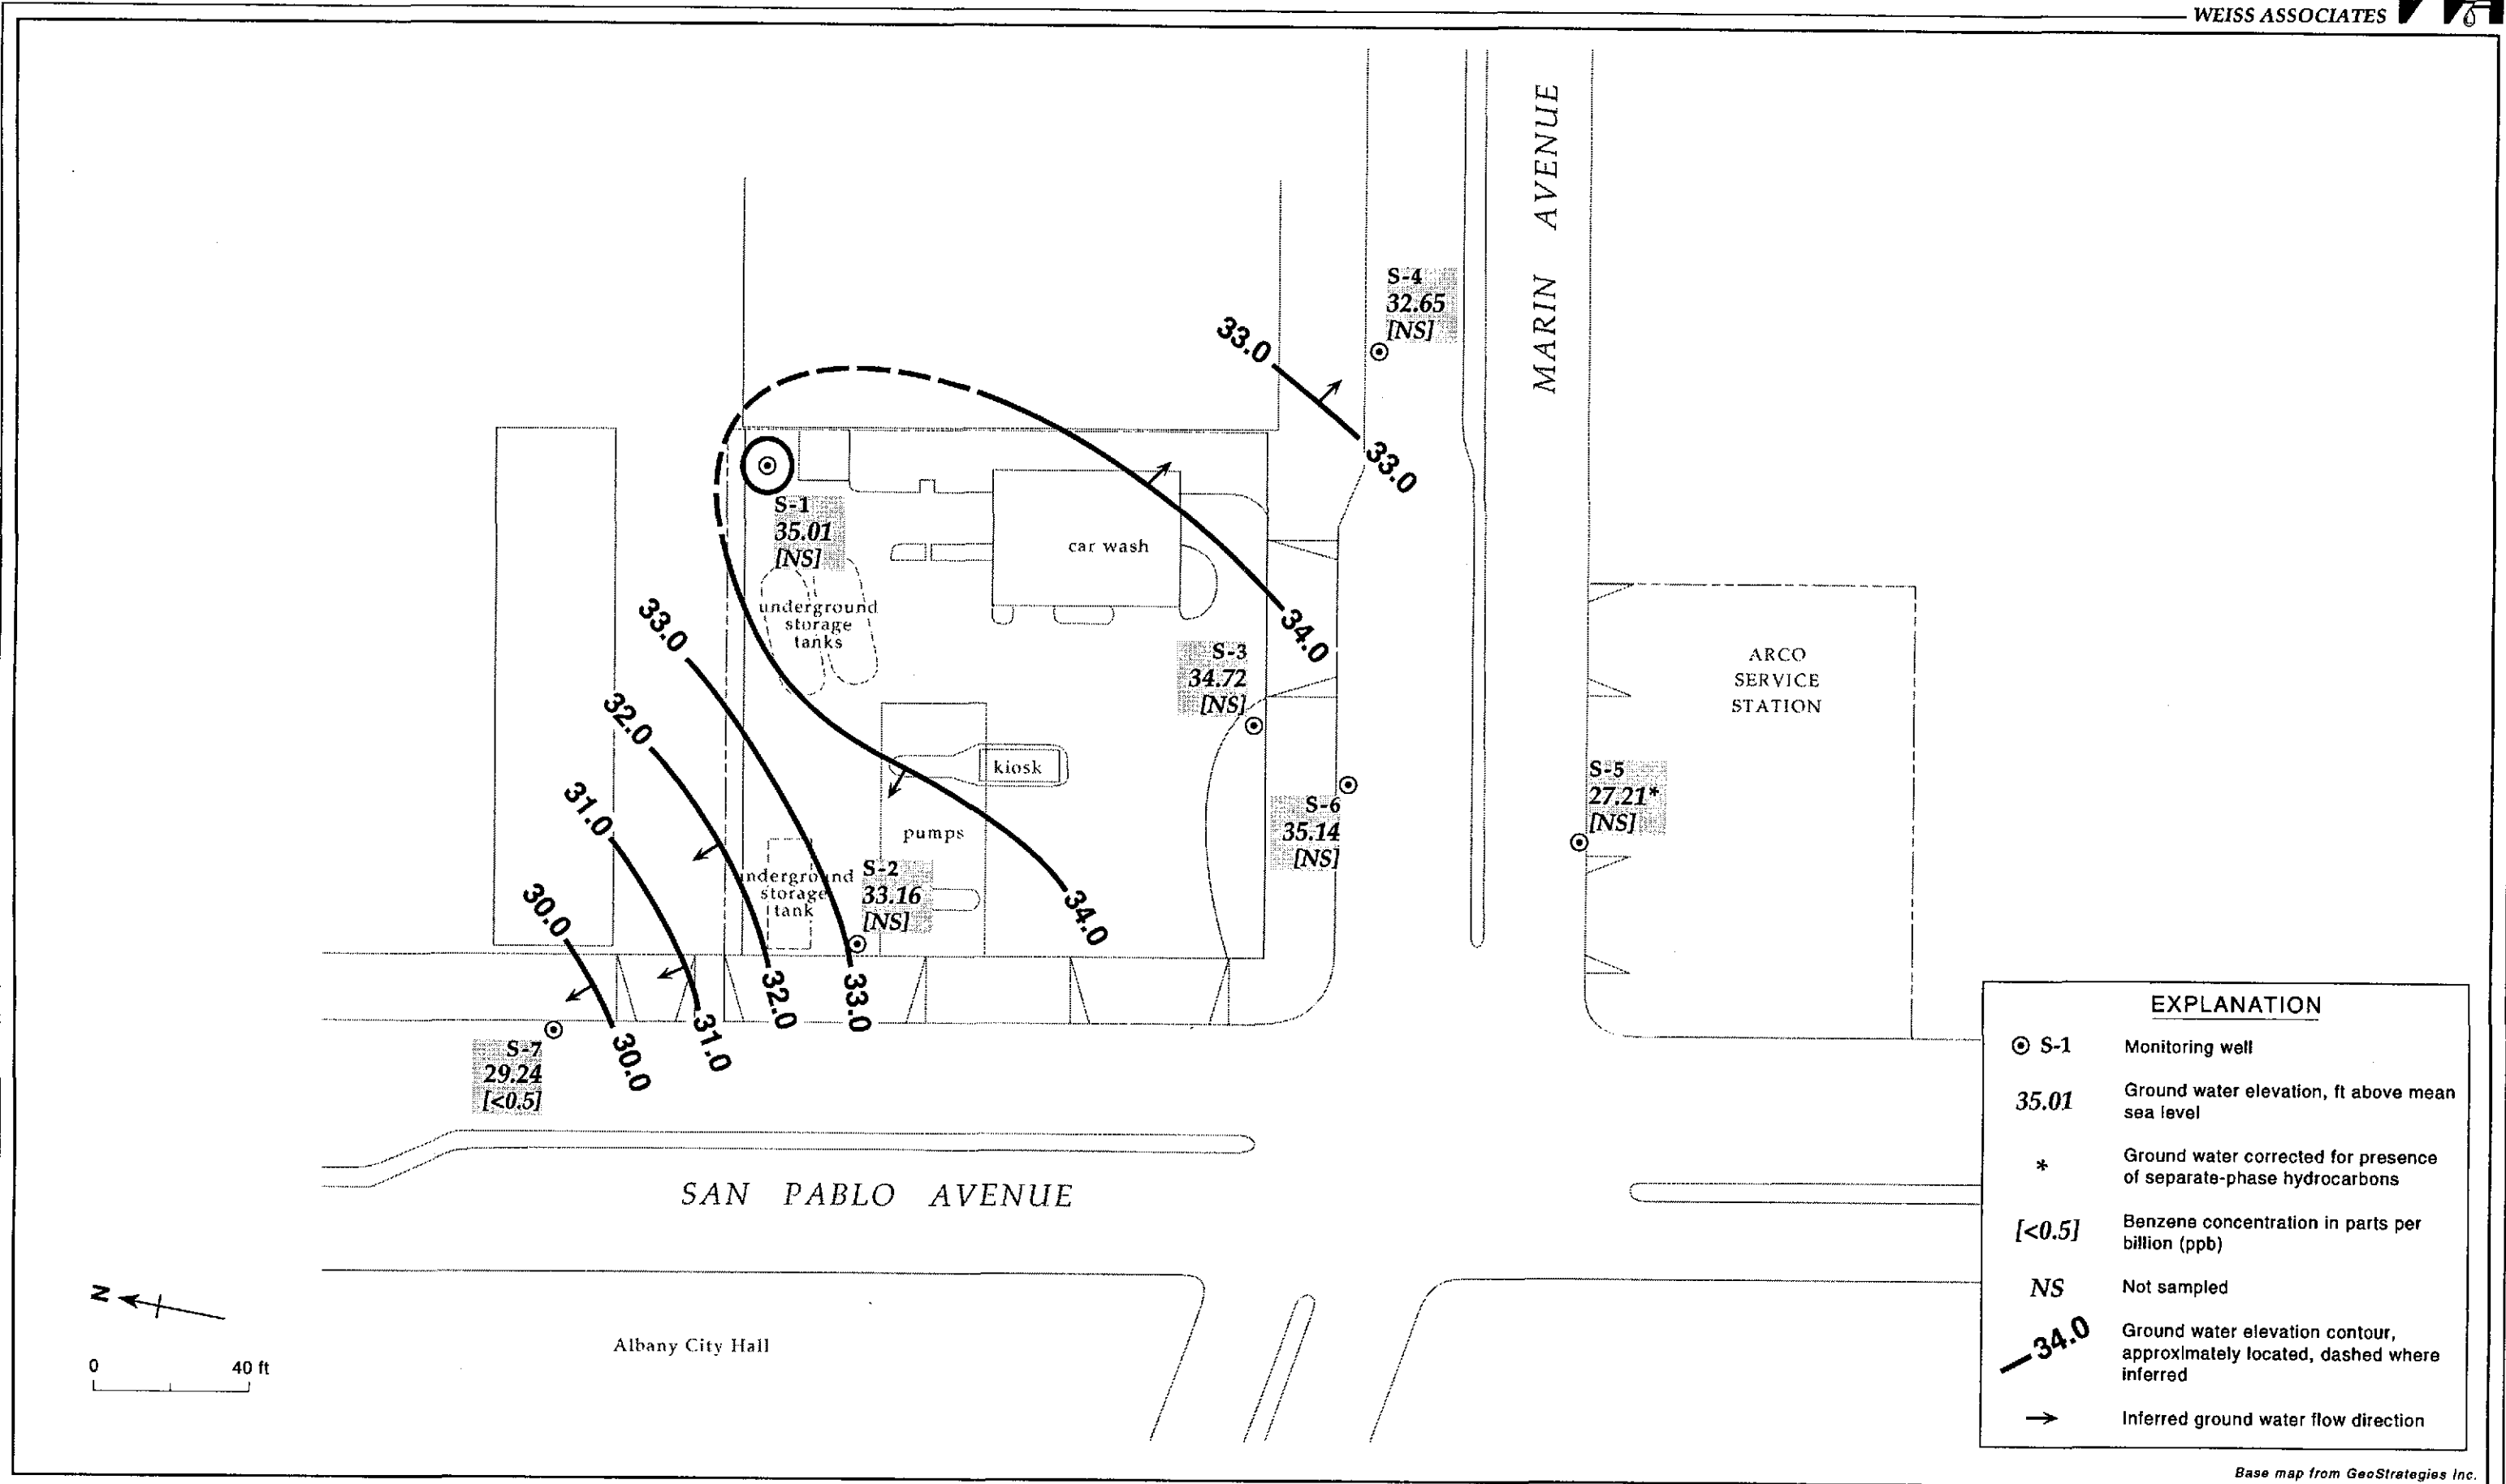 WEISS ASSOCIATES
MARIN AVENUE
S-4
32.65
[NS]
33.0
33.0
S-1
35.01
[NS]
car wash
underground
storage
tanks
33.0
34.0
S-3
34.72
[NS]
ARCO
SERVICE
STATION
32.0
kiosk
S-5
27.21*
[NS]
31.0
S-6
35.14
[NS]
pumps
nderground
storage
tank
S-2
33.16
[NS]
30.0
34.0
32.0
33.0
31.0
30.0
S-7
29.24
[<0.5]
SAN PABLO AVENUE
N
0 40 ft
Albany City Hall
EXPLANATION
S-1 Monitoring well
35.01 Ground water elevation, ft above mean
sea level
* Ground water corrected for presence
of separate-phase hydrocarbons
[<0.5] Benzene concentration in parts per
billion (ppb)
NS Not sampled
34.0 Ground water elevation contour,
approximately located, dashed where
inferred
Inferred ground water flow direction
Base map from GeoStrategies Inc.